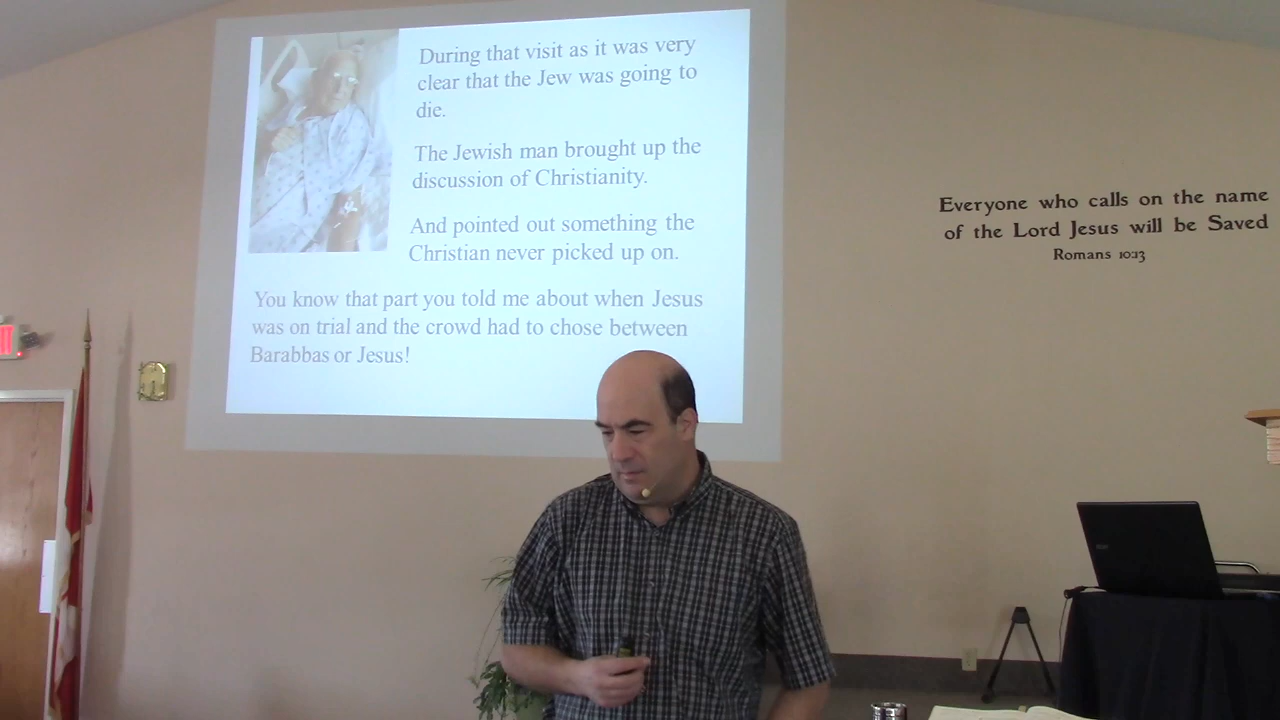 During that visit as it was very
clear that the Jew was going to
die.
The Jewish man brought up the
discussion of Christianity.
And pointed out something the
Christian never picked up on.
You know that part you told me about when Jesus
was on trial and the crowd had to chose between
Barabbas or Jesus!
Everyone who calls on the name
of the Lord Jesus will be Saved
Romans 10:13
acer